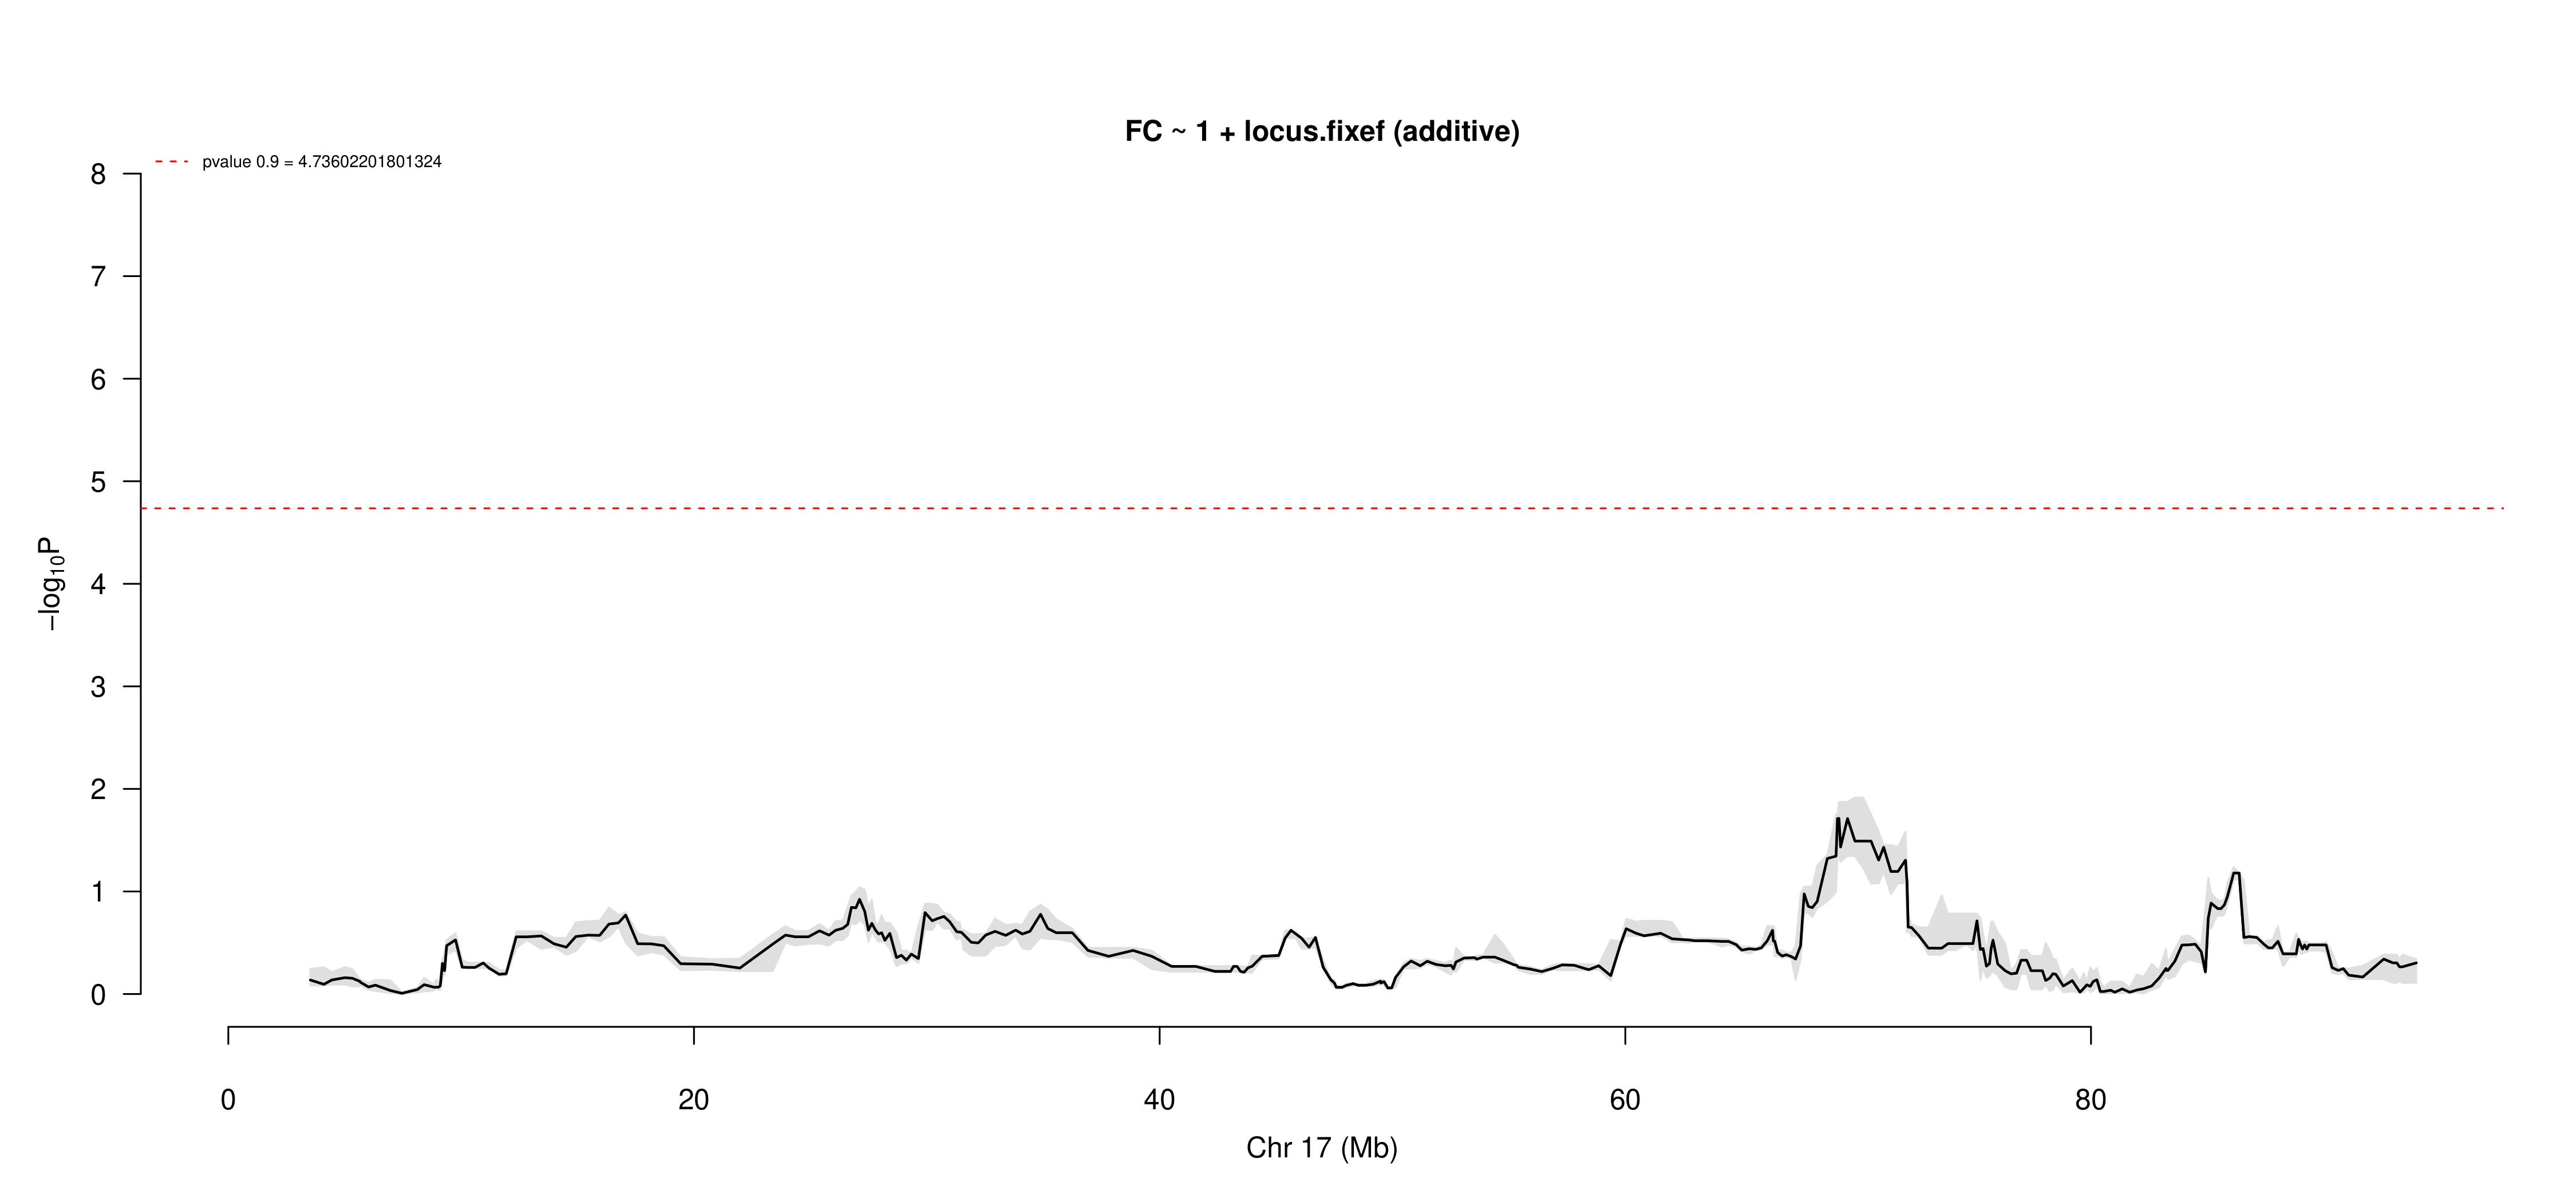 FC ~ 1 + locus.fixef (additive)
pvalue 0.9 = 4.73602201801324
8
7
6
5
4
3
2
1
0
−log10P
0 20 40 60 80
Chr 17 (Mb)